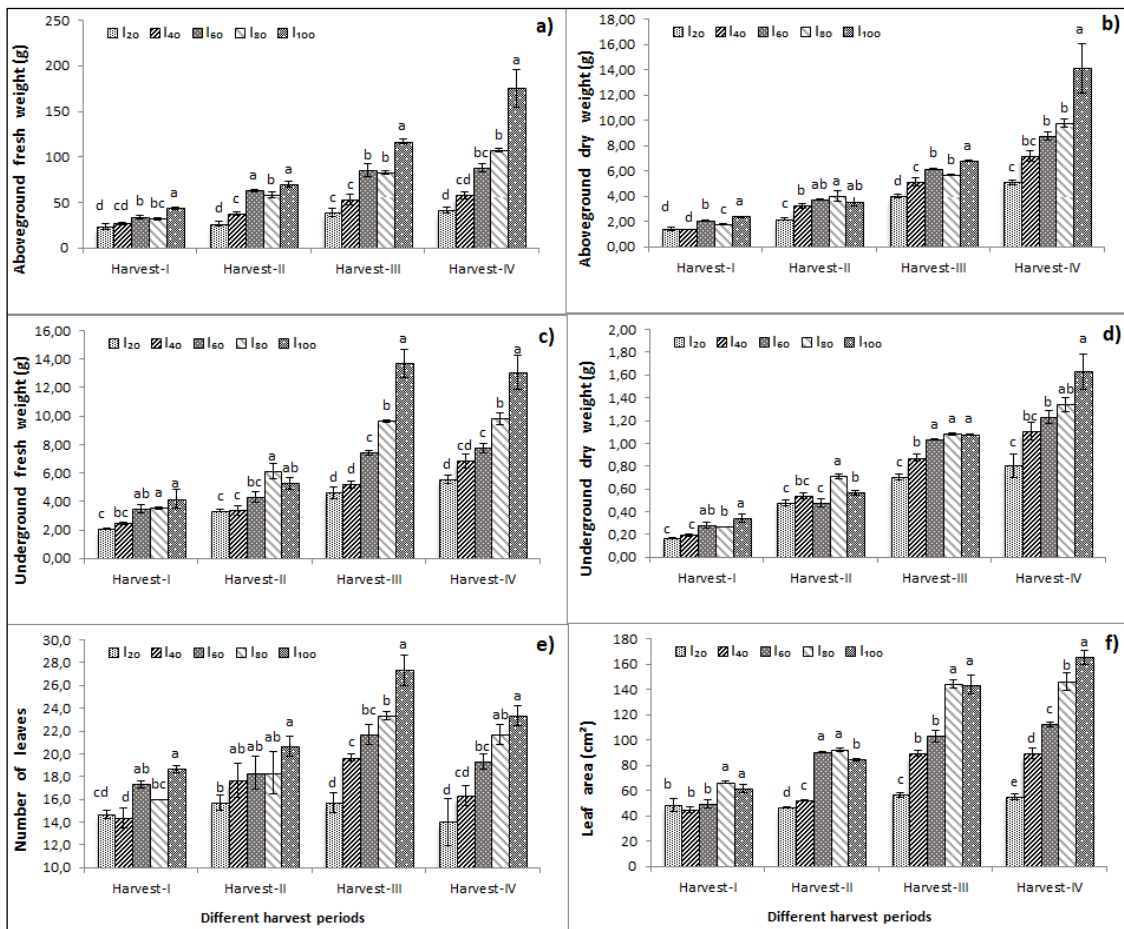 a)
I20 I40 I60 I80 I100
Aboveground fresh weight (g)
250
200
150
100
50
0
d cd b bc a
d c a b a
c c b b a
c cd bc b a
Harvest-I Harvest-II Harvest-III Harvest-IV
b)
I20 I40 I60 I80 I100
Aboveground dry weight (g)
18,00
16,00
14,00
12,00
10,00
8,00
6,00
4,00
2,00
0,00
d d b c a
c b ab a ab
d c b b a
c bc b b a
Harvest-I Harvest-II Harvest-III Harvest-IV
c)
I20 I40 I60 I80 I100
Underground fresh weight (g)
16,00
14,00
12,00
10,00
8,00
6,00
4,00
2,00
0,00
c bc ab a a
c c bc a ab
d d c b a
d cd c b a
Harvest-I Harvest-II Harvest-III Harvest-IV
d)
I20 I40 I60 I80 I100
Underground dry weight (g)
2,00
1,80
1,60
1,40
1,20
1,00
0,80
0,60
0,40
0,20
0,00
c c ab b a
c bc c a b
c b a a a
c bc b ab a
Harvest-I Harvest-II Harvest-III Harvest-IV
e)
I20 I40 I60 I80 I100
Number of leaves
30,0
28,0
26,0
24,0
22,0
20,0
18,0
16,0
14,0
12,0
10,0
cd d ab bc a
b ab ab ab a
d c bc b a
d cd bc ab a
Harvest-I Harvest-II Harvest-III Harvest-IV
Different harvest periods
f)
I20 I40 I60 I80 I100
Leaf area (cm²)
180
160
140
120
100
80
60
40
20
0
b b b a a
d c a a b
c b b a a
e d c b a
Harvest-I Harvest-II Harvest-III Harvest-IV
Different harvest periods